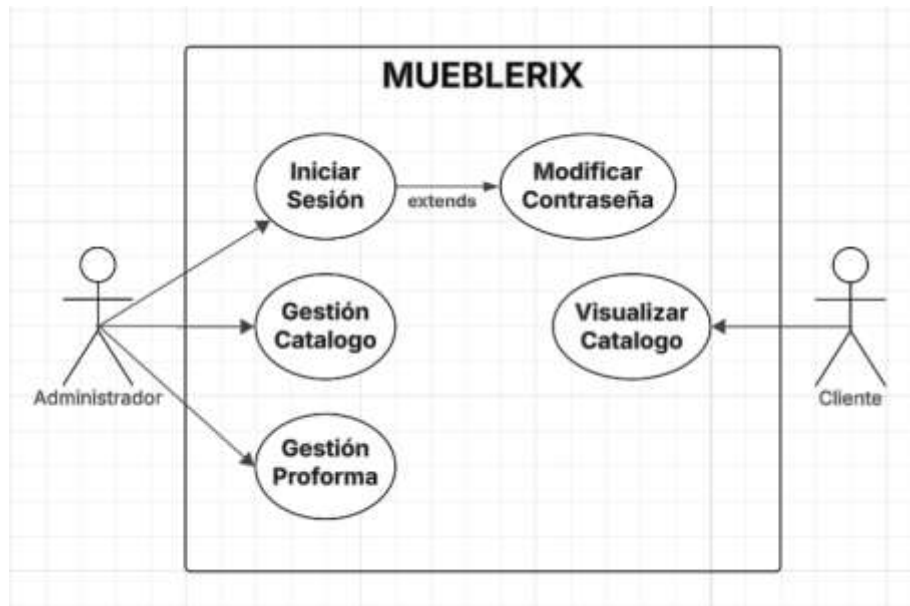 MUEBLERIX
Iniciar
Sesión
extends
Modificar
Contraseña
Gestión
Catalogo
Visualizar
Catalogo
Administrador
Cliente
Gestión
Proforma